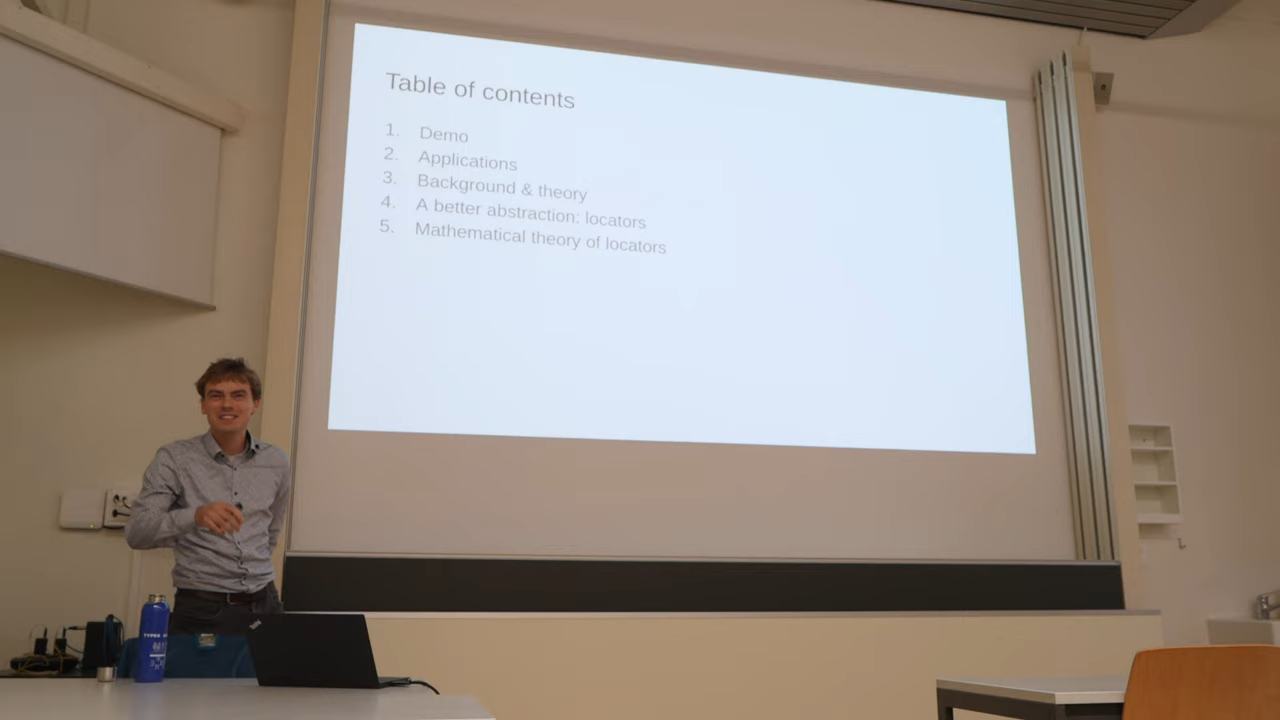 Table of contents
1. Demo
2. Applications
3. Background & theory
4. A better abstraction: locators
5. Mathematical theory of locators